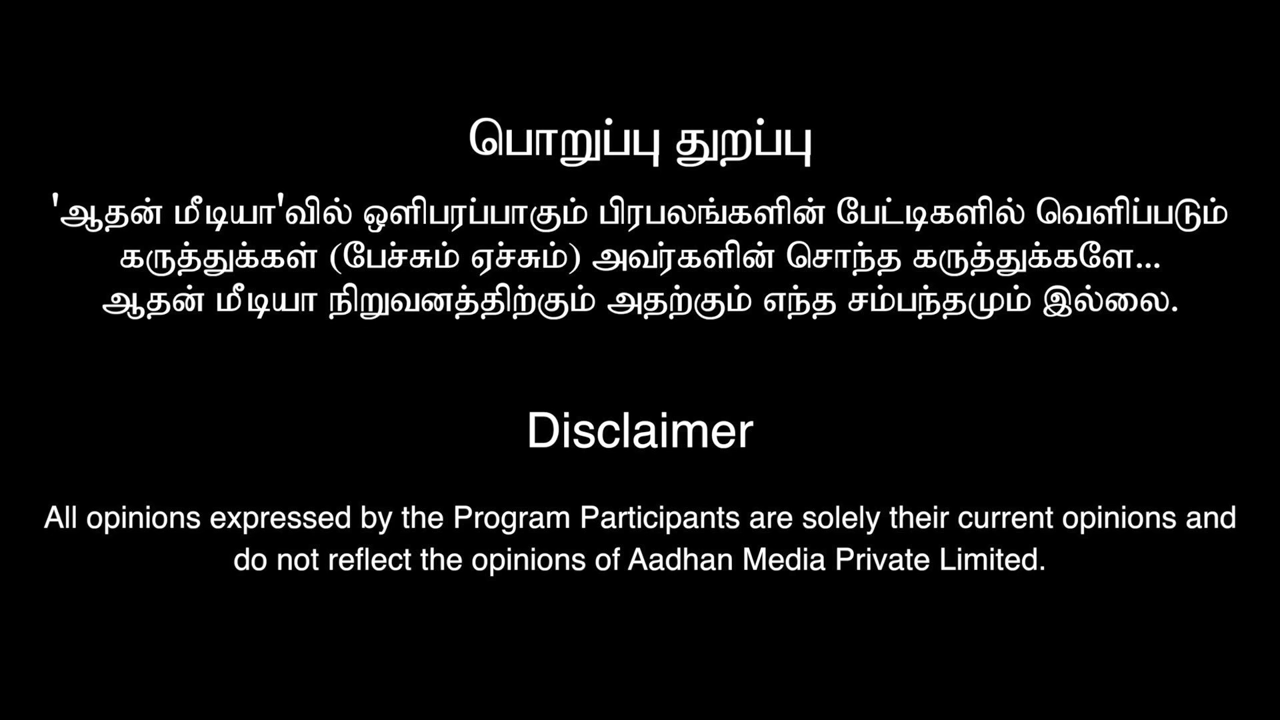 பொறுப்பு துறப்பு
'ஆதன் மீடியா'வில் ஒளிபரப்பாகும் பிரபலங்களின் பேட்டிகளில் வெளிப்படும்
கருத்துக்கள் (பேச்சும் ஏச்சும்) அவர்களின் சொந்த கருத்துக்களே...
ஆதன் மீடியா நிறுவனத்திற்கும் அதற்கும் எந்த சம்பந்தமும் இல்லை.
Disclaimer
All opinions expressed by the Program Participants are solely their current opinions and
do not reflect the opinions of Aadhan Media Private Limited.